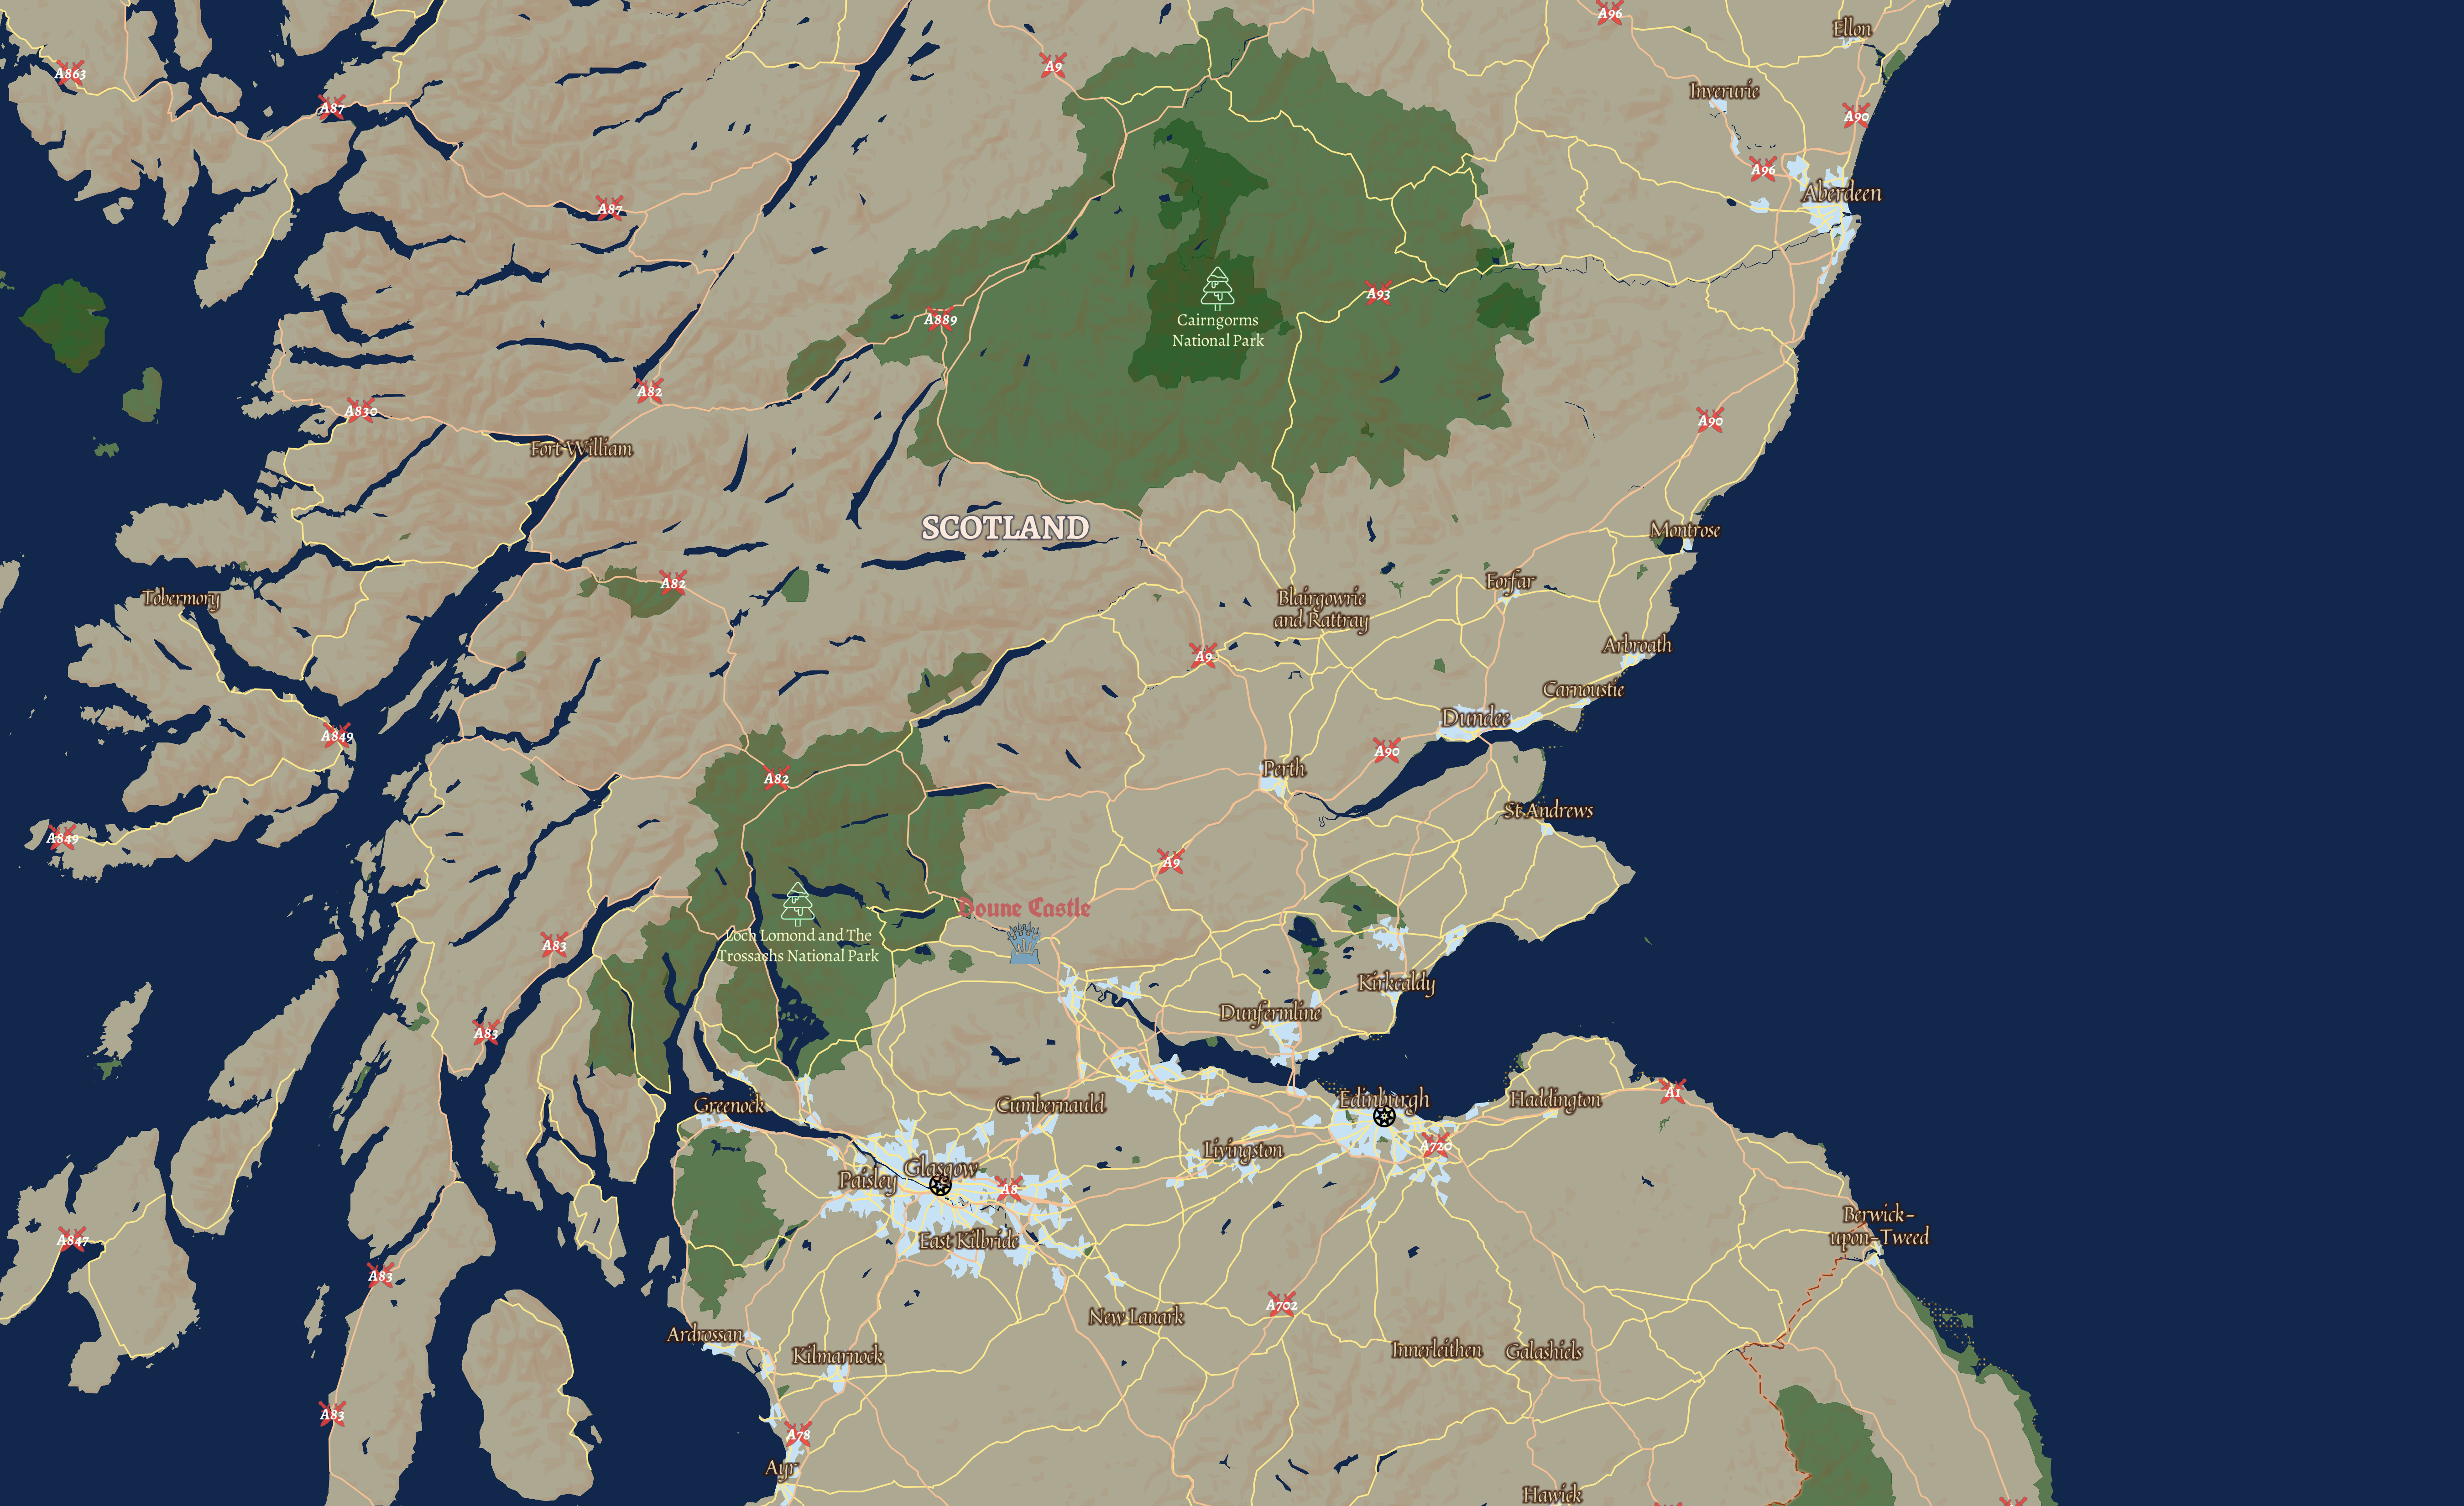 A96
Ellon
A863
A9
A87
Inverurie
A90
A96
Aberdeen
A87
A93
A889
Cairngorms
National Park
A82
A830
A90
Fort William
SCOTLAND
Montrose
A82
Forfar
Tobermory
Blairgowrie
and Rattray
Arbroath
A9
Carnoustie
Dundee
A849
A90
Perth
A82
St Andrews
A849
A9
Doune Castle
Loch Lomond and The
Trossachs National Park
A83
Kirkcaldy
Dunfermline
A83
A1
Edinburgh
Haddington
Greenock
Cumbernauld
A720
Livingston
Glasgow
Paisley
A8
Berwick-
upon-Tweed
A847
East Kilbride
A83
A702
New Lanark
Ardrossan
Innerleithen
Galashiels
Kilmarnock
A83
A78
Ayr
Hawick